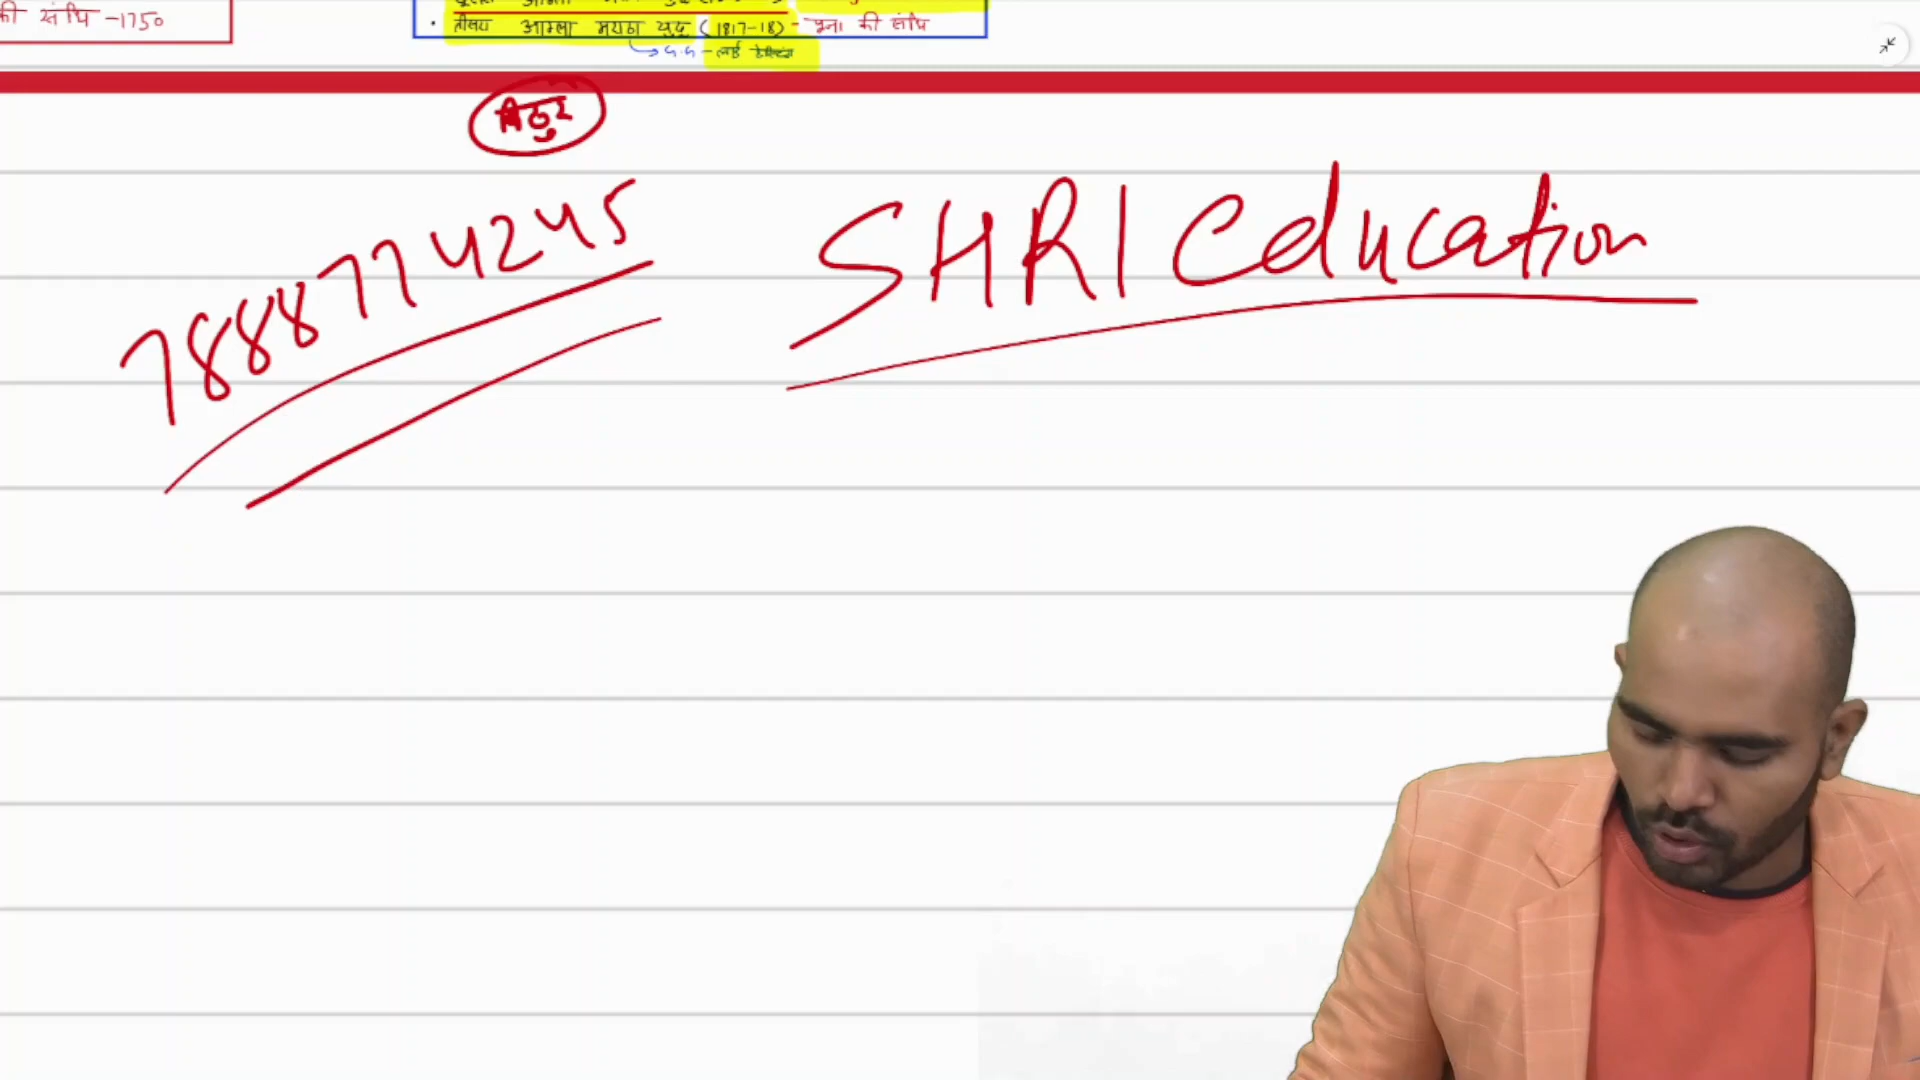 की संधि -1750
तीसरा आंग्ल मराठा युद्ध (1817-18) - पूना की संधि
लार्ड हेस्टिंग्स
बिठुर
7888774245
SHRI Education